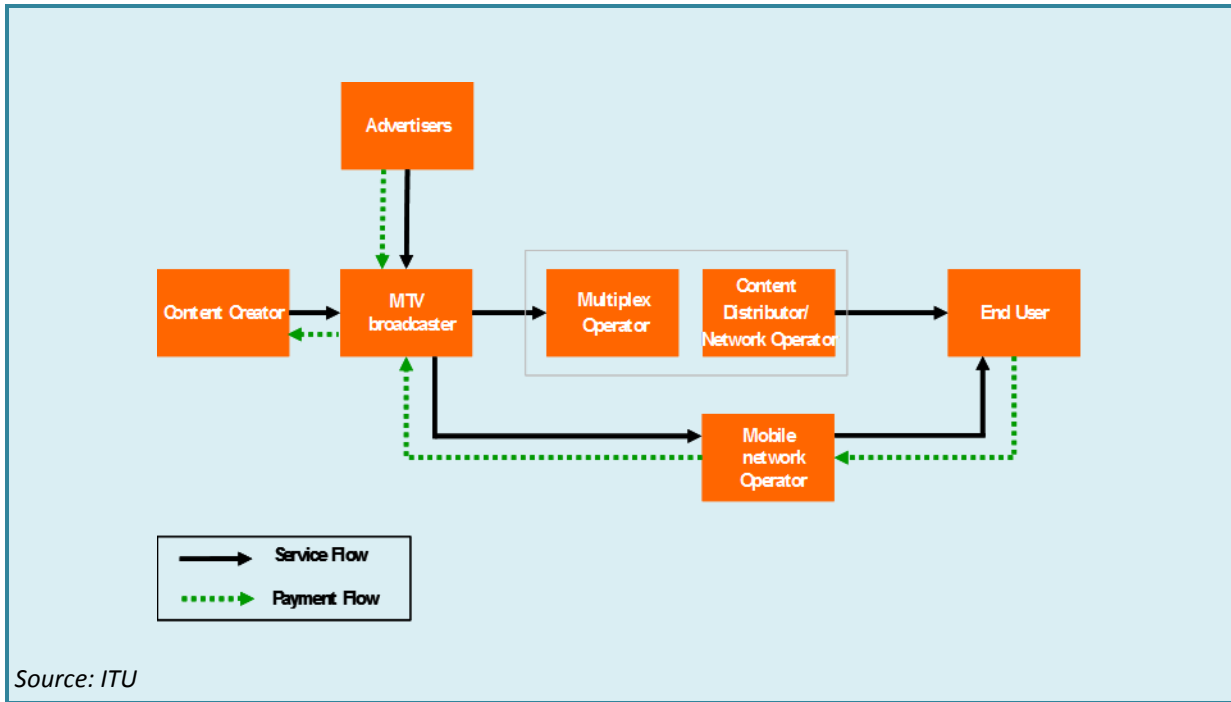 Advertisers
Content Creator
MTV
broadcaster
Multiplex
Operator
Content
Distributor/
Network Operator
End User
Mobile
network
Operator
Service Flow
Payment Flow
Source: ITU